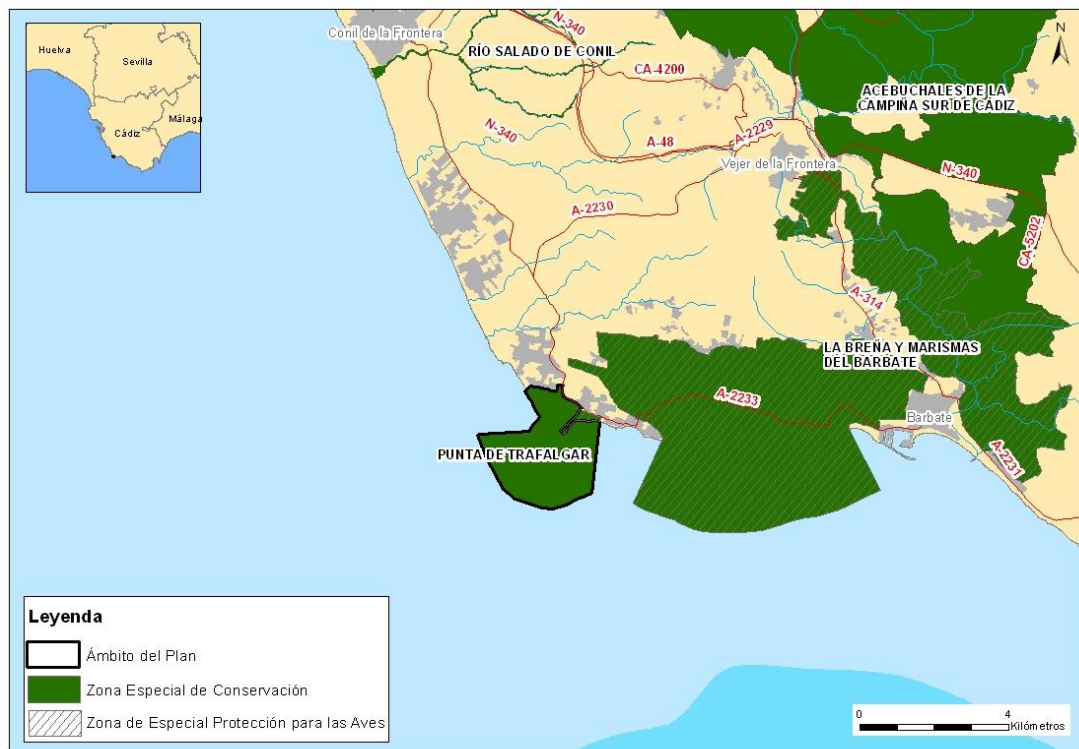 Huelva
Sevilla
Málaga
Cádiz
Conil de la Frontera
N-340
N
RÍO SALADO DE CONIL
CA-4200
ACEBUCHALES DE LA
CAMPIÑA SUR DE CÁDIZ
N-340
A-48
A-2229
Vejer de la Frontera
N-340
A-2230
CA-5202
A-314
LA BREÑA Y MARISMAS
DEL BARBATE
A-2233
Barbate
PUNTA DE TRAFALGAR
A-2231
Leyenda
Ámbito del Plan
Zona Especial de Conservación
Zona de Especial Protección para las Aves
0 4
Kilómetros